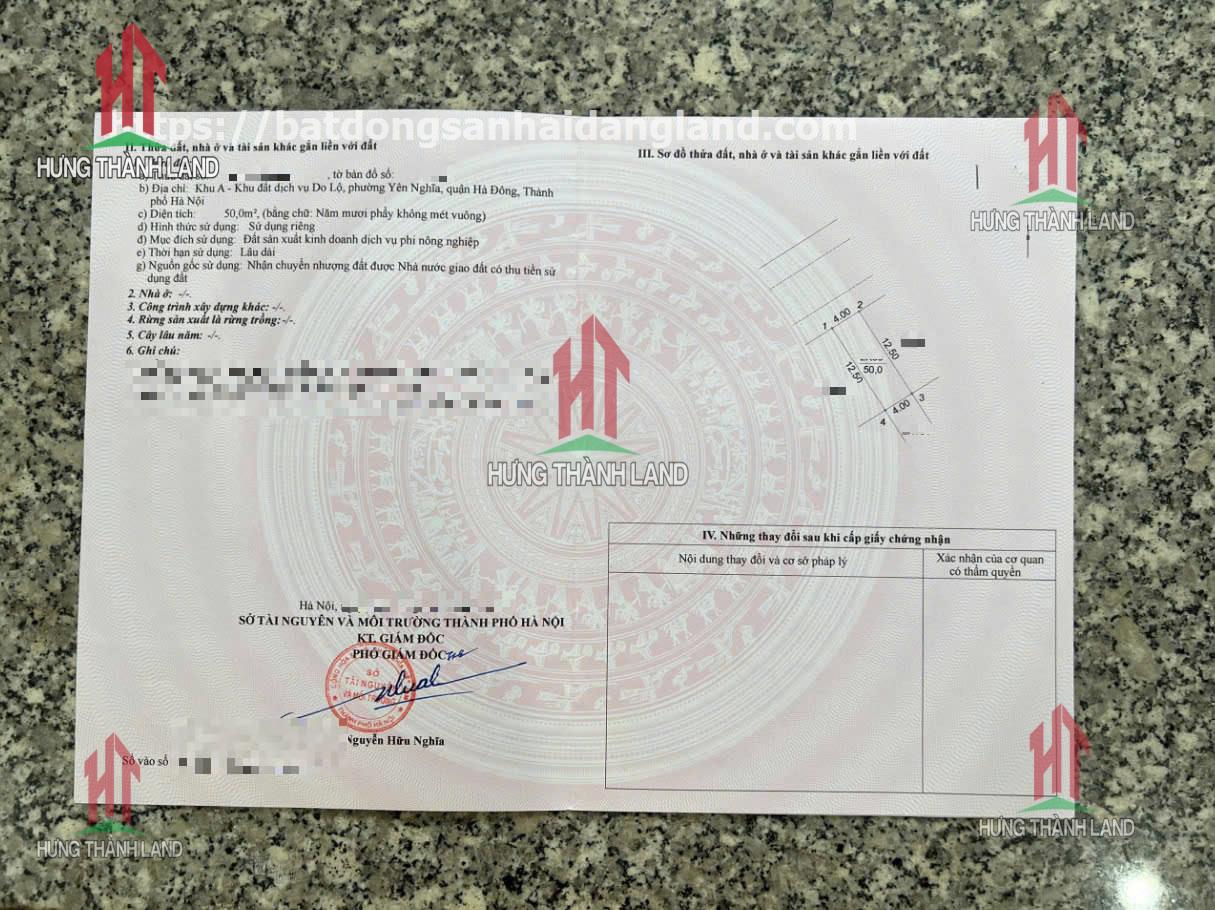 https://batdongsanhaidangland.com
HƯNG THÀNH LAND
HƯNG THÀNH LAND
II. Thửa đất, nhà ở và tài sản khác gắn liền với đất
, tờ bản đồ số:
b) Địa chỉ: Khu A - Khu đất dịch vụ Do Lộ, phường Yên Nghĩa, quận Hà Đông, Thành
phố Hà Nội
c) Diện tích: 50,0m², (bằng chữ: Năm mươi phẩy không mét vuông)
d) Hình thức sử dụng: Sử dụng riêng
đ) Mục đích sử dụng: Đất sản xuất kinh doanh dịch vụ phi nông nghiệp
e) Thời hạn sử dụng: Lâu dài
g) Nguồn gốc sử dụng: Nhận chuyển nhượng đất được Nhà nước giao đất có thu tiền sử
dụng đất
2. Nhà ở: -/-.
3. Công trình xây dựng khác: -/-.
4. Rừng sản xuất là rừng trồng:-/-.
5. Cây lâu năm: -/-.
6. Ghi chú:
HƯNG THÀNH LAND
Hà Nội,
SỞ TÀI NGUYÊN VÀ MÔI TRƯỜNG THÀNH PHỐ HÀ NỘI
KT. GIÁM ĐỐC
PHÓ GIÁM ĐỐC
SỞ
TÀI NGUYÊN
VÀ MÔI TRƯỜNG
THÀNH PHỐ HÀ NỘI
Nguyễn Hữu Nghĩa
Số vào sổ
HƯNG THÀNH LAND
III. Sơ đồ thửa đất, nhà ở và tài sản khác gắn liền với đất
1 4.00 2
12.50
12.50
50,0
4 4.00 3
IV. Những thay đổi sau khi cấp giấy chứng nhận
Nội dung thay đổi và cơ sở pháp lý
Xác nhận của cơ quan
có thẩm quyền
HƯNG THÀNH LAND